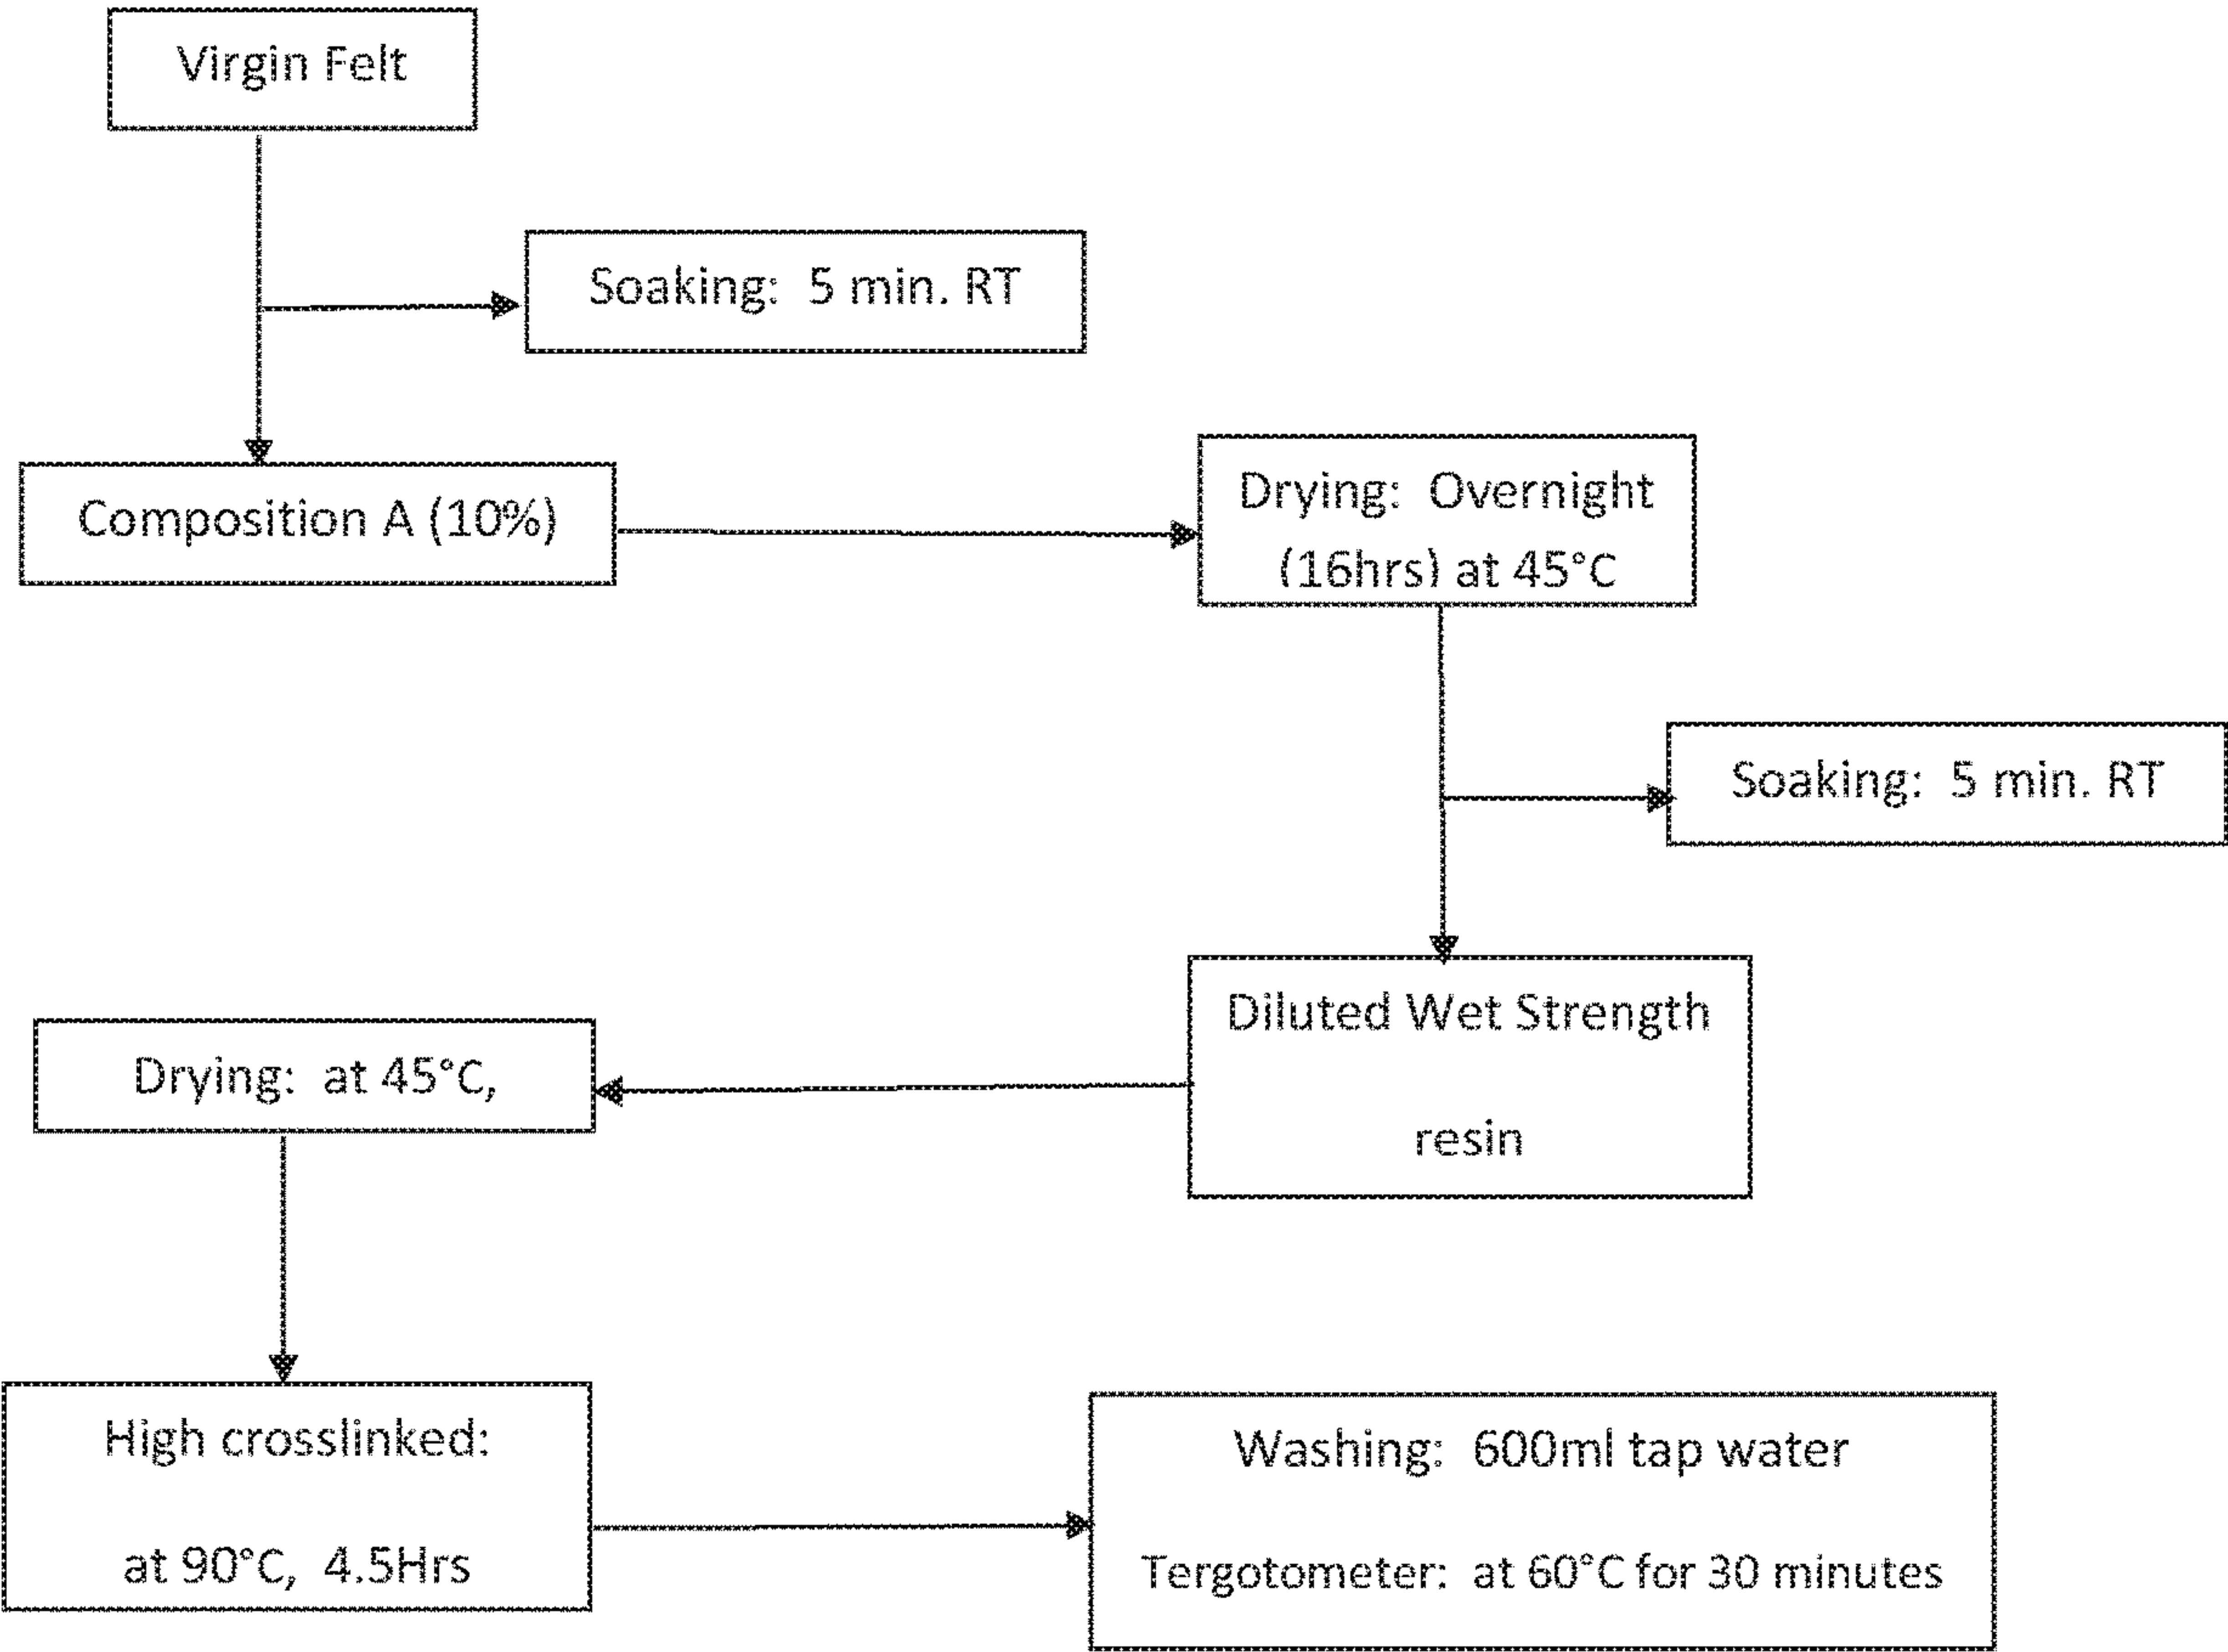 Virgin Felt
Soaking: 5 min. RT
Composition A (10%)
Drying: Overnight
(16hrs) at 45°C
Soaking: 5 min. RT
Diluted Wet Strength
resin
Drying: at 45°C,
High crosslinked:
at 90°C, 4.5Hrs
Washing: 600ml tap water
Tergotometer: at 60°C for 30 minutes